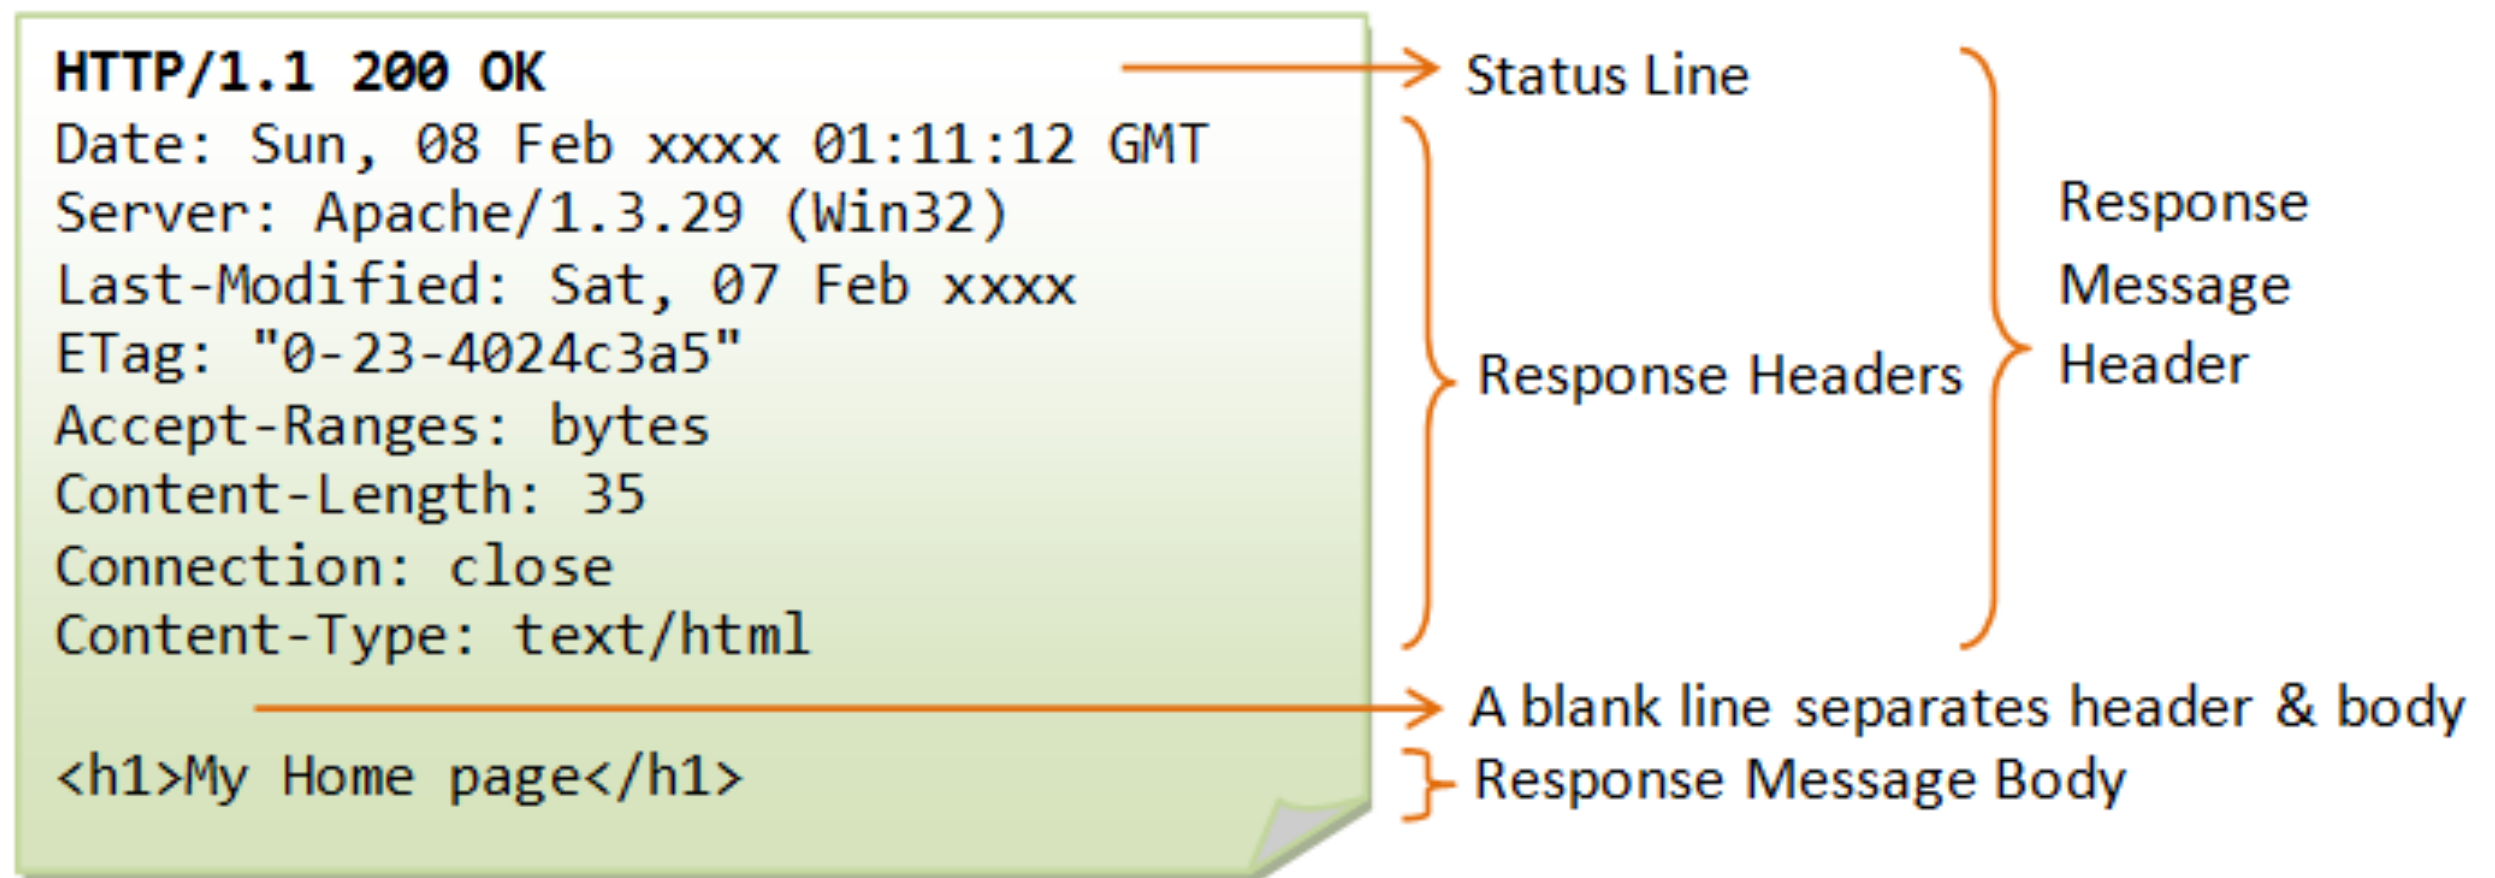 HTTP/1.1 200 OK
Date: Sun, 08 Feb xxxx 01:11:12 GMT
Server: Apache/1.3.29 (Win32)
Last-Modified: Sat, 07 Feb xxxx
ETag: "0-23-4024c3a5"
Accept-Ranges: bytes
Content-Length: 35
Connection: close
Content-Type: text/html
<h1>My Home page</h1>
Status Line
Response Headers
Response
Message
Header
A blank line separates header & body
Response Message Body